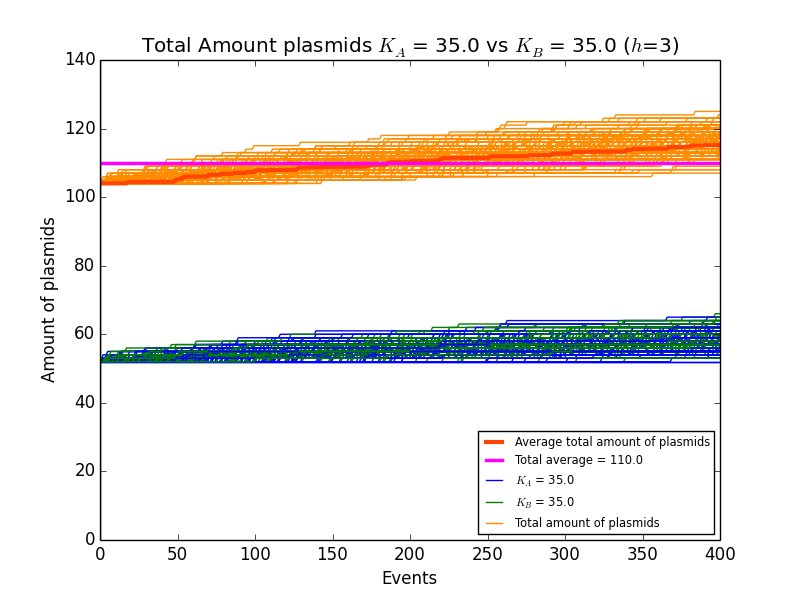 Total Amount plasmids K_A = 35.0 vs K_B = 35.0 (h=3)
140
120
100
80
60
40
20
0
Amount of plasmids
0 50 100 150 200 250 300 350 400
Events
Average total amount of plasmids
Total average = 110.0
K_A = 35.0
K_B = 35.0
Total amount of plasmids